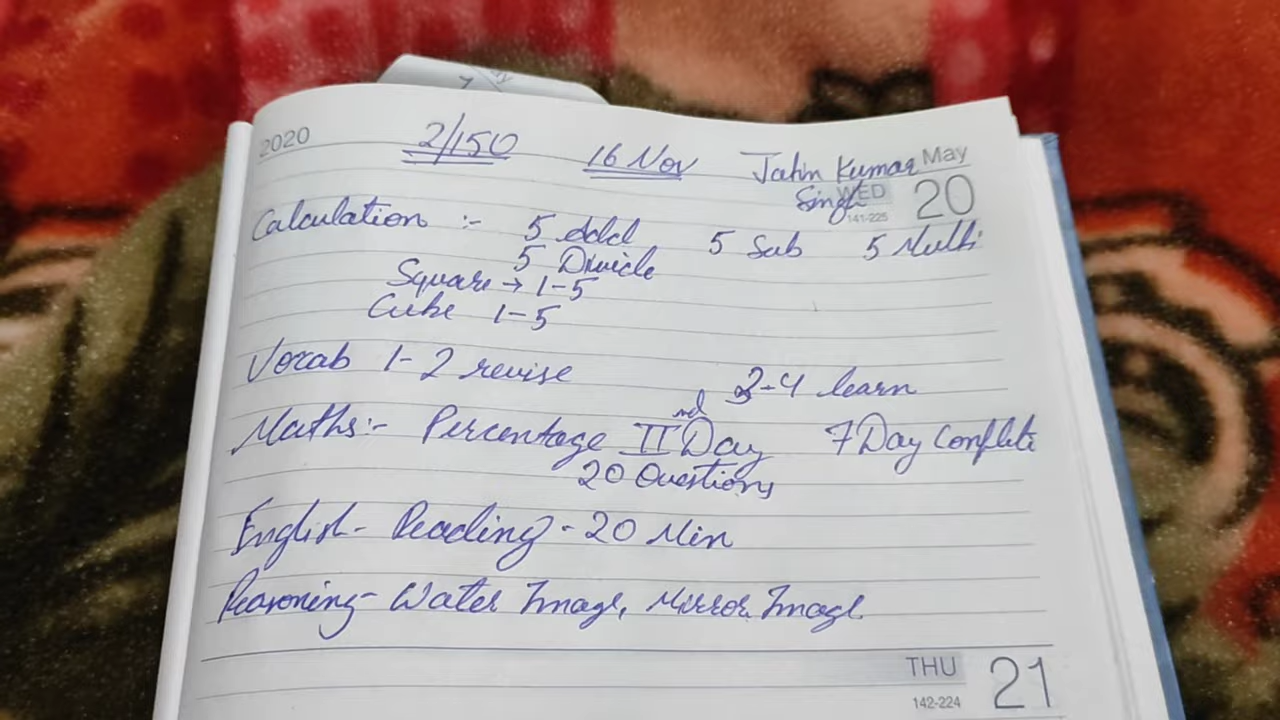 2020 2/150 16 Nov Jatin Kumar May
Singh WED 20
141-225
Calculation :- 5 Add 5 Sub 5 Multi
5 Divide
Square → 1-5
Cube 1-5
Vocab 1-2 revise 3-4 learn
Maths:- Percentage II nd Day 7 Day Complete
20 Questions
English- Reading - 20 Min
Reasoning- Water Image, Mirror Image
THU 21
142-224